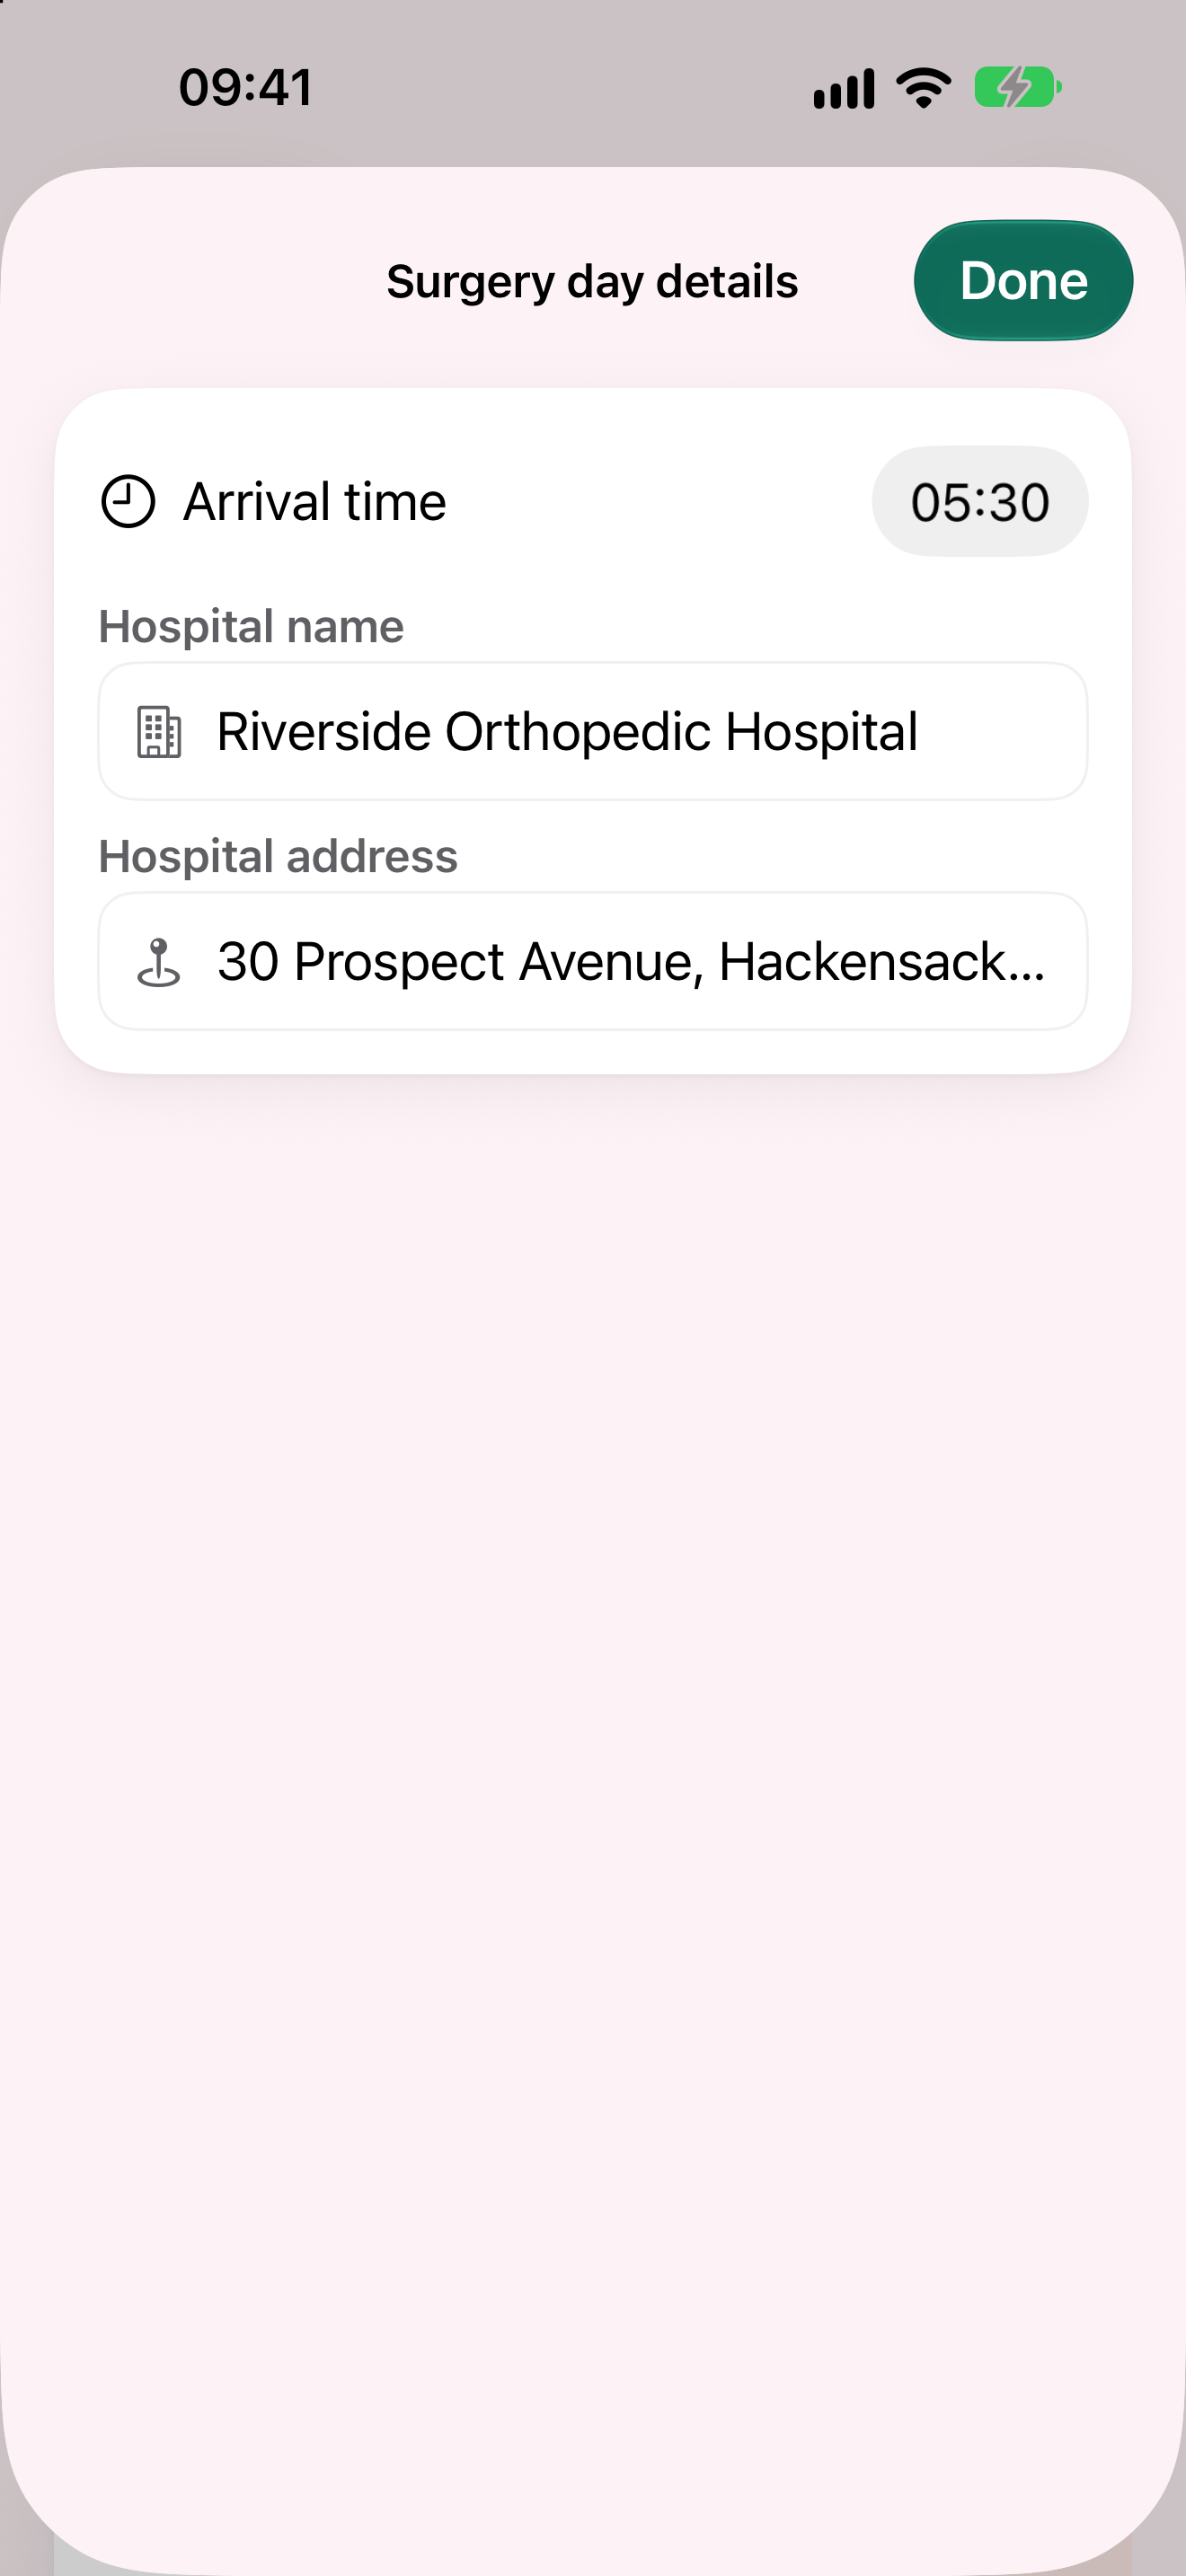 09:41
Surgery day details
Done
Arrival time
05:30
Hospital name
Riverside Orthopedic Hospital
Hospital address
30 Prospect Avenue, Hackensack...